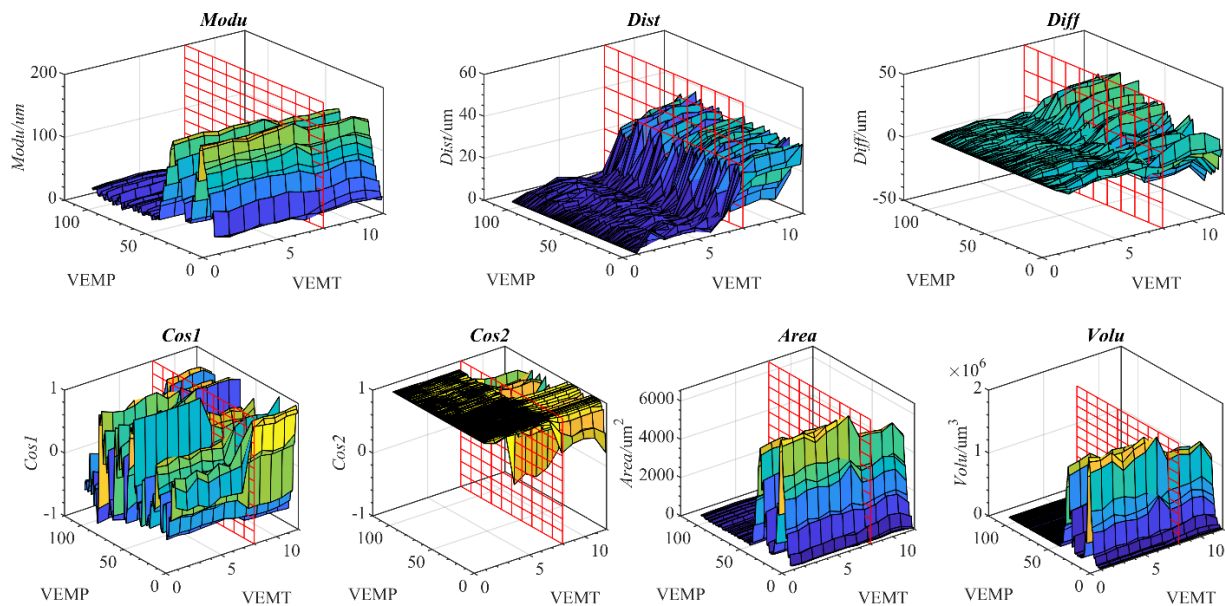 Modu
200
100
0
Modu/um
100
50
0
VEMP
0
5
10
VEMT
Dist
60
40
20
0
Dist/um
100
50
0
VEMP
0
5
10
VEMT
Diff
50
0
-50
Diff/um
100
50
0
VEMP
0
5
10
VEMT
Cos1
1
0
-1
Cos1
100
50
0
VEMP
0
5
10
VEMT
Cos2
1
0
-1
Cos2
100
50
0
VEMP
0
5
10
VEMT
Area
6000
4000
2000
0
Area/um²
100
50
0
VEMP
0
5
10
VEMT
Volu
×10⁶
2
1
0
Volu/um³
100
50
0
VEMP
0
5
10
VEMT